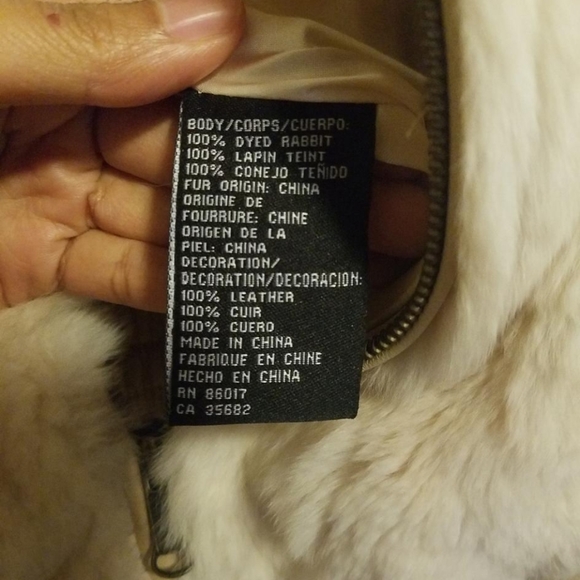 BODY/CORPS/CUERPO:
100% DYED RABBIT
100% LAPIN TEINT
100% CONEJO TEÑIDO
FUR ORIGIN: CHINA
ORIGINE DE
FOURRURE: CHINE
ORIGEN DE LA
PIEL: CHINA
DECORATION/
DECORATION/DECORACION:
100% LEATHER
100% CUIR
100% CUERO
MADE IN CHINA
FABRIQUE EN CHINE
HECHO EN CHINA
RN 86017
CA 35682